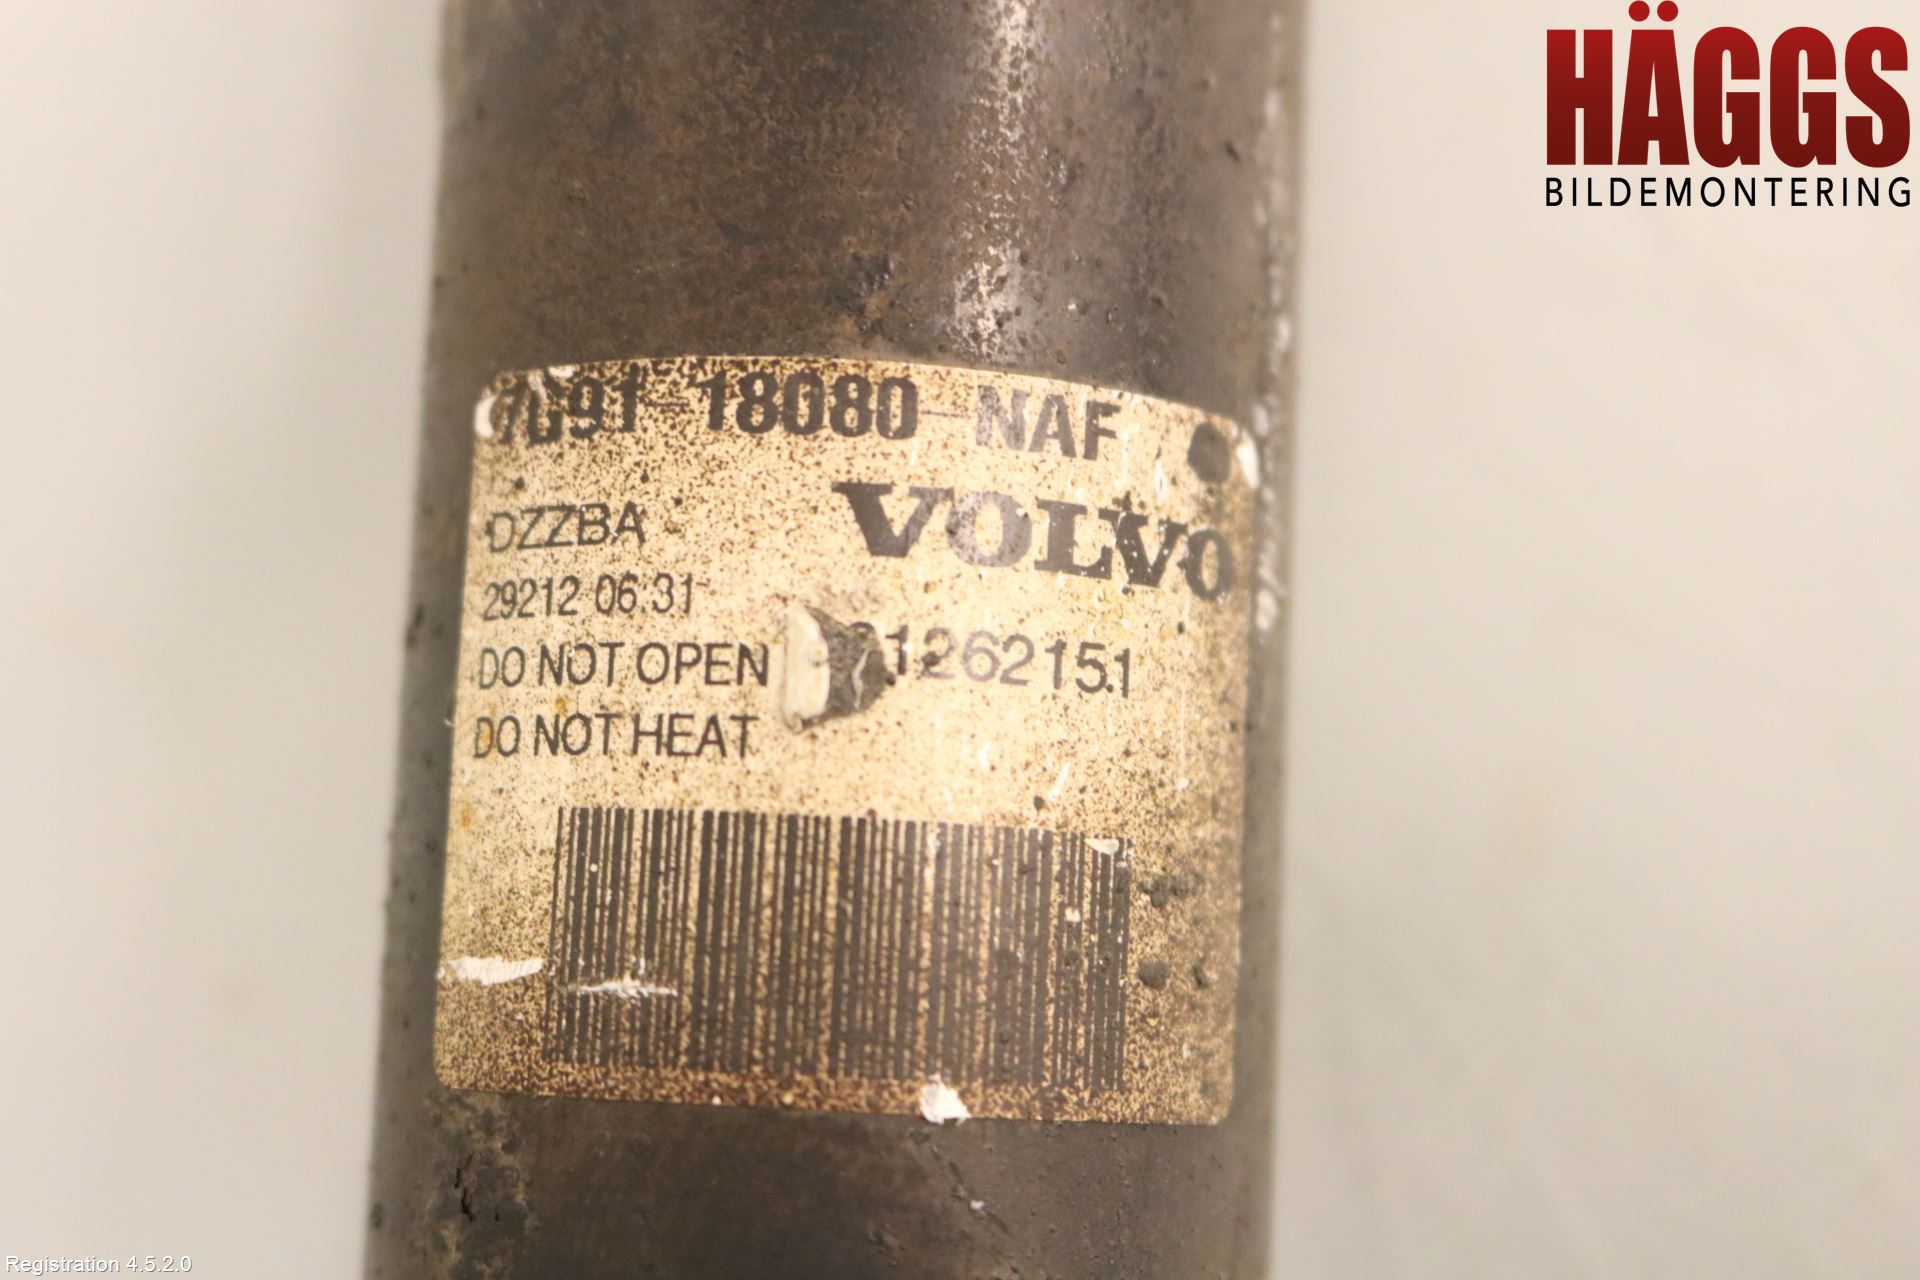 HÄGGS
BILDEMONTERING
7G91-18080-NAF
DZZBA
VOLVO
29212 06:31
DO NOT OPEN
31262151
DO NOT HEAT
Registration 4.5.2.0